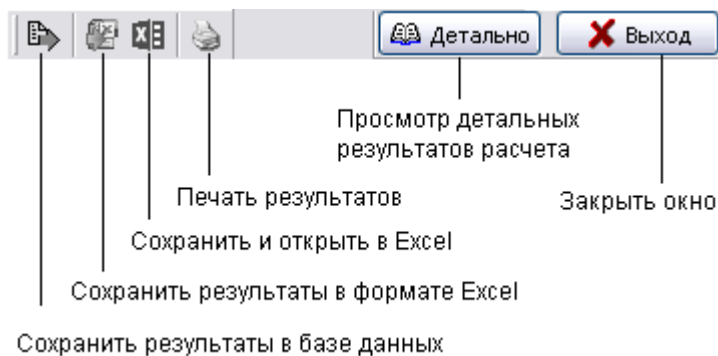 Детально
Выход
Просмотр детальных
результатов расчета
Печать результатов
Закрыть окно
Сохранить и открыть в Excel
Сохранить результаты в формате Excel
Сохранить результаты в базе данных